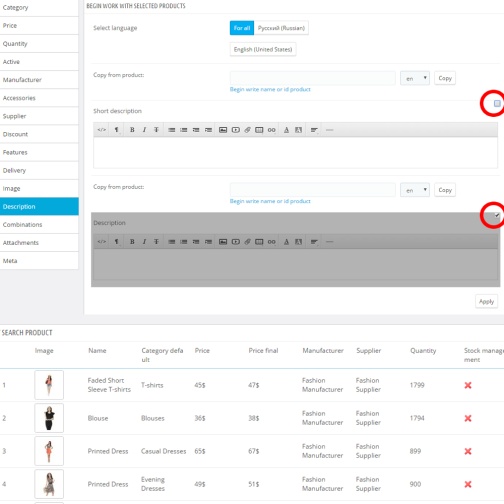 Category
Price
Quantity
Active
Manufacturer
Accessories
Supplier
Discount
Features
Delivery
Image
Description
Combinations
Attachments
Meta
BEGIN WORK WITH SELECTED PRODUCTS
Select language
For all
Русский (Russian)
English (United States)
Copy from product:
en
Copy
Begin write name or id product
Short description
Copy from product:
en
Copy
Begin write name or id product
Description
Apply
SEARCH PRODUCT
Image Name Category defa Price Price final Manufacturer Supplier Quantity Stock manage
ult ment
1 Faded Short T-shirts 45$ 47$ Fashion Fashion 1799
Sleeve T-shirts Manufacturer Supplier
2 Blouse Blouses 36$ 38$ Fashion Fashion 1794
Manufacturer Supplier
3 Printed Dress Casual Dresses 65$ 67$ Fashion Fashion 899
Manufacturer Supplier
4 Printed Dress Evening 49$ 51$ Fashion Fashion 900
Dresses Manufacturer Supplier